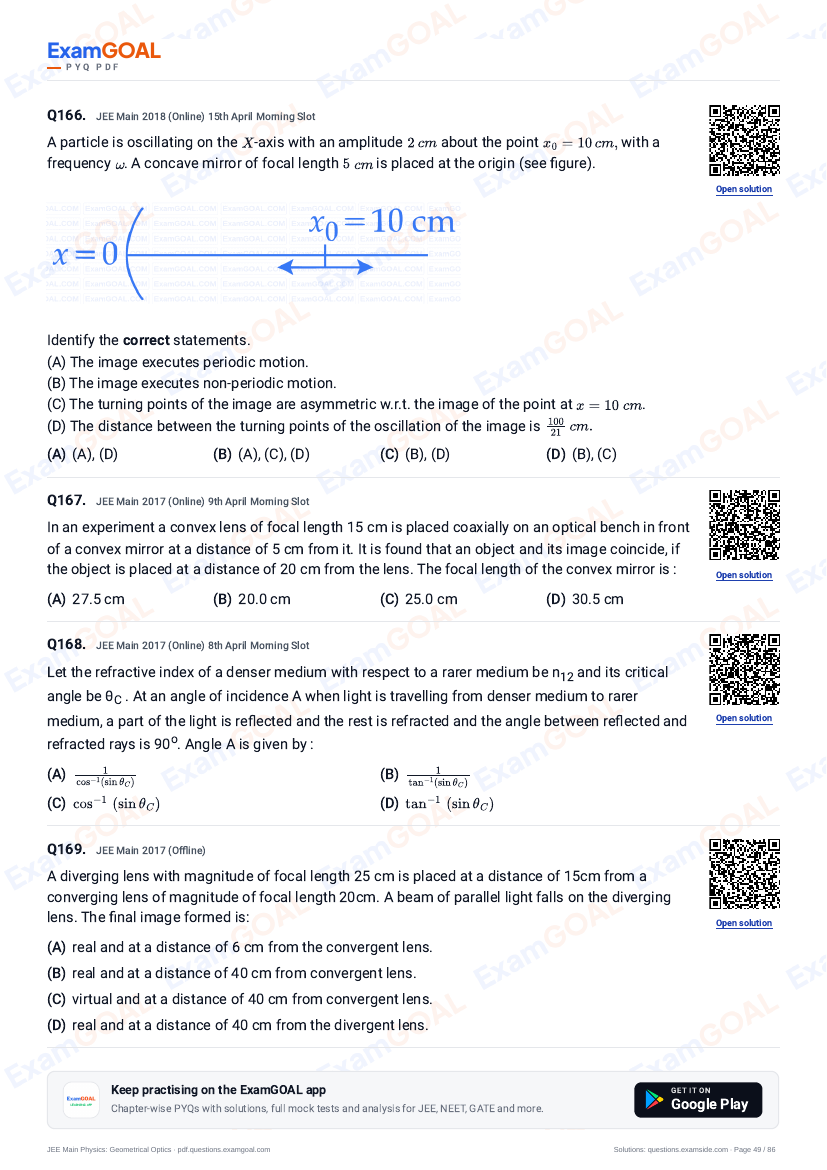 ExamGOAL
PYQ PDF
Q166. JEE Main 2018 (Online) 15th April Morning Slot
A particle is oscillating on the X-axis with an amplitude 2 cm about the point x₀ = 10 cm, with a
frequency ω. A concave mirror of focal length 5 cm is placed at the origin (see figure).
Open solution
x₀ = 10 cm
x = 0
Identify the correct statements.
(A) The image executes periodic motion.
(B) The image executes non-periodic motion.
(C) The turning points of the image are asymmetric w.r.t. the image of the point at x = 10 cm.
(D) The distance between the turning points of the oscillation of the image is 100/21 cm.
(A) (A), (D) (B) (A), (C), (D) (C) (B), (D) (D) (B), (C)
Q167. JEE Main 2017 (Online) 9th April Morning Slot
In an experiment a convex lens of focal length 15 cm is placed coaxially on an optical bench in front
of a convex mirror at a distance of 5 cm from it. It is found that an object and its image coincide, if
the object is placed at a distance of 20 cm from the lens. The focal length of the convex mirror is :
Open solution
(A) 27.5 cm (B) 20.0 cm (C) 25.0 cm (D) 30.5 cm
Q168. JEE Main 2017 (Online) 8th April Morning Slot
Let the refractive index of a denser medium with respect to a rarer medium be n₁₂ and its critical
angle be θC . At an angle of incidence A when light is travelling from denser medium to rarer
medium, a part of the light is reflected and the rest is refracted and the angle between reflected and
refracted rays is 90°. Angle A is given by :
Open solution
(A) 1/cos⁻¹(sin θC) (B) 1/tan⁻¹(sin θC)
(C) cos⁻¹ (sin θC) (D) tan⁻¹ (sin θC)
Q169. JEE Main 2017 (Offline)
A diverging lens with magnitude of focal length 25 cm is placed at a distance of 15cm from a
converging lens of magnitude of focal length 20cm. A beam of parallel light falls on the diverging
lens. The final image formed is:
Open solution
(A) real and at a distance of 6 cm from the convergent lens.
(B) real and at a distance of 40 cm from convergent lens.
(C) virtual and at a distance of 40 cm from convergent lens.
(D) real and at a distance of 40 cm from the divergent lens.
ExamGOAL
Keep practising on the ExamGOAL app
Chapter-wise PYQs with solutions, full mock tests and analysis for JEE, NEET, GATE and more.
GET IT ON
Google Play
JEE Main Physics: Geometrical Optics · pdf.questions.examgoal.com Solutions: questions.examside.com · Page 49 / 86